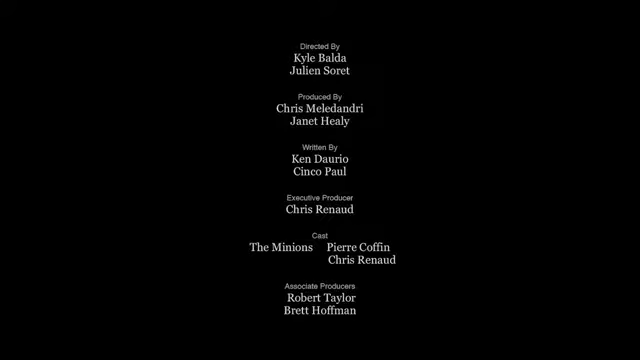 Directed By
Kyle Balda
Julien Soret
Produced By
Chris Meledandri
Janet Healy
Written By
Ken Daurio
Cinco Paul
Executive Producer
Chris Renaud
Cast
The Minions Pierre Coffin
Chris Renaud
Associate Producers
Robert Taylor
Brett Hoffman